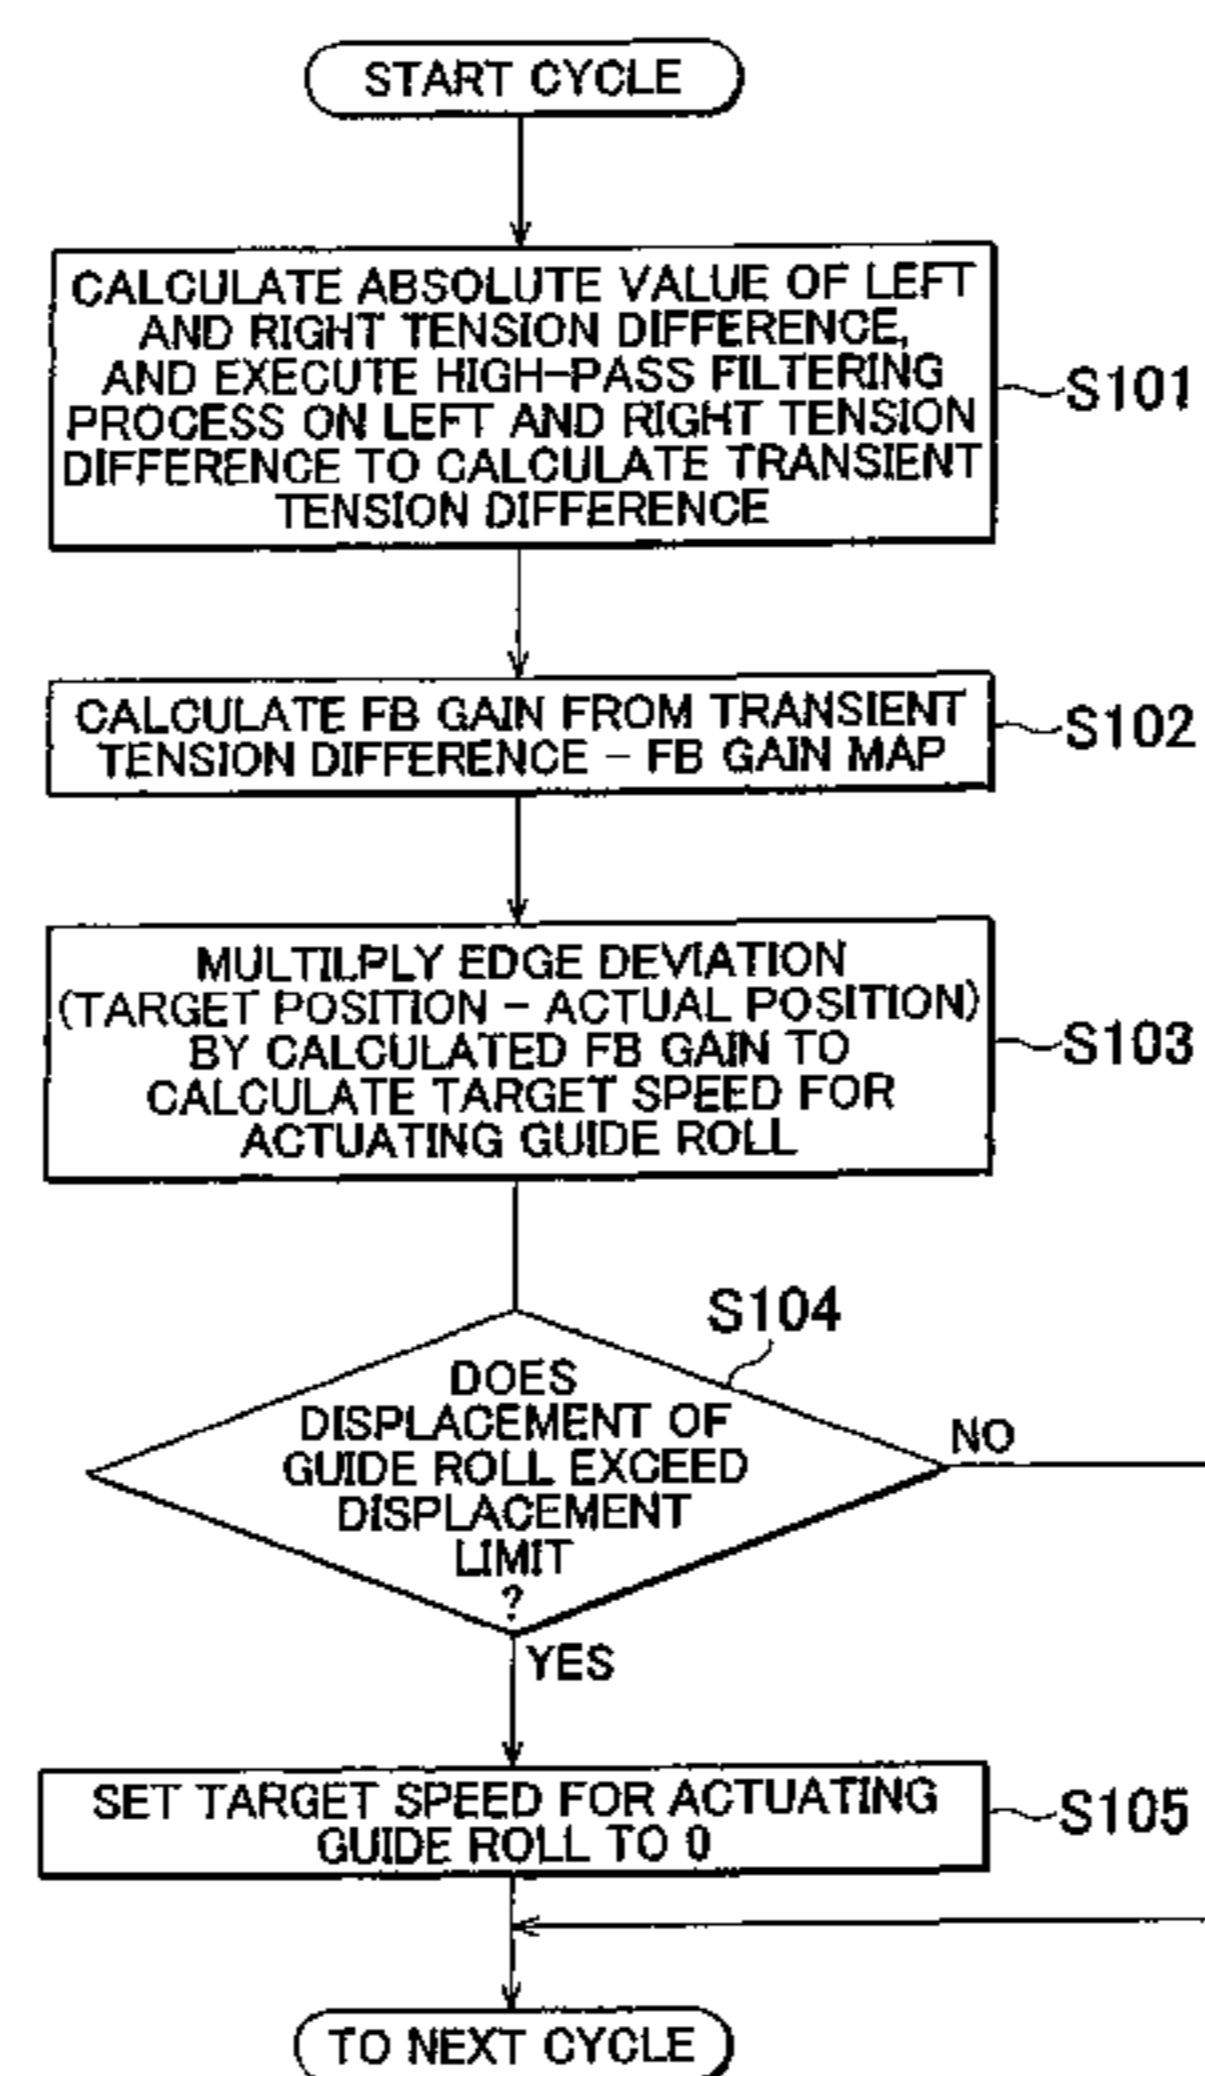 START CYCLE
CALCULATE ABSOLUTE VALUE OF LEFT
AND RIGHT TENSION DIFFERENCE,
AND EXECUTE HIGH-PASS FILTERING
PROCESS ON LEFT AND RIGHT TENSION
DIFFERENCE TO CALCULATE TRANSIENT
TENSION DIFFERENCE
S101
CALCULATE FB GAIN FROM TRANSIENT
TENSION DIFFERENCE – FB GAIN MAP
S102
MULTILPLY EDGE DEVIATION
(TARGET POSITION – ACTUAL POSITION)
BY CALCULATED FB GAIN TO
CALCULATE TARGET SPEED FOR
ACTUATING GUIDE ROLL
S103
S104
DOES
DISPLACEMENT OF
GUIDE ROLL EXCEED
DISPLACEMENT
LIMIT
?
NO
YES
SET TARGET SPEED FOR ACTUATING
GUIDE ROLL TO 0
S105
TO NEXT CYCLE